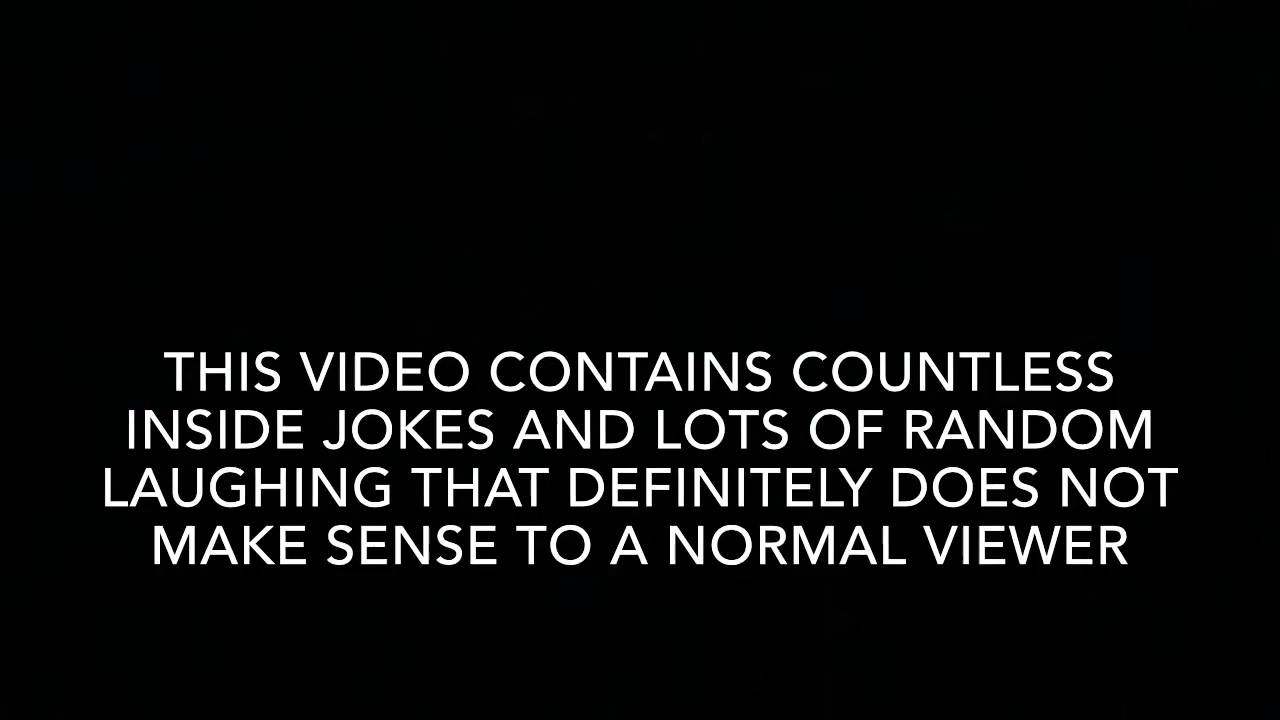 THIS VIDEO CONTAINS COUNTLESS
INSIDE JOKES AND LOTS OF RANDOM
LAUGHING THAT DEFINITELY DOES NOT
MAKE SENSE TO A NORMAL VIEWER